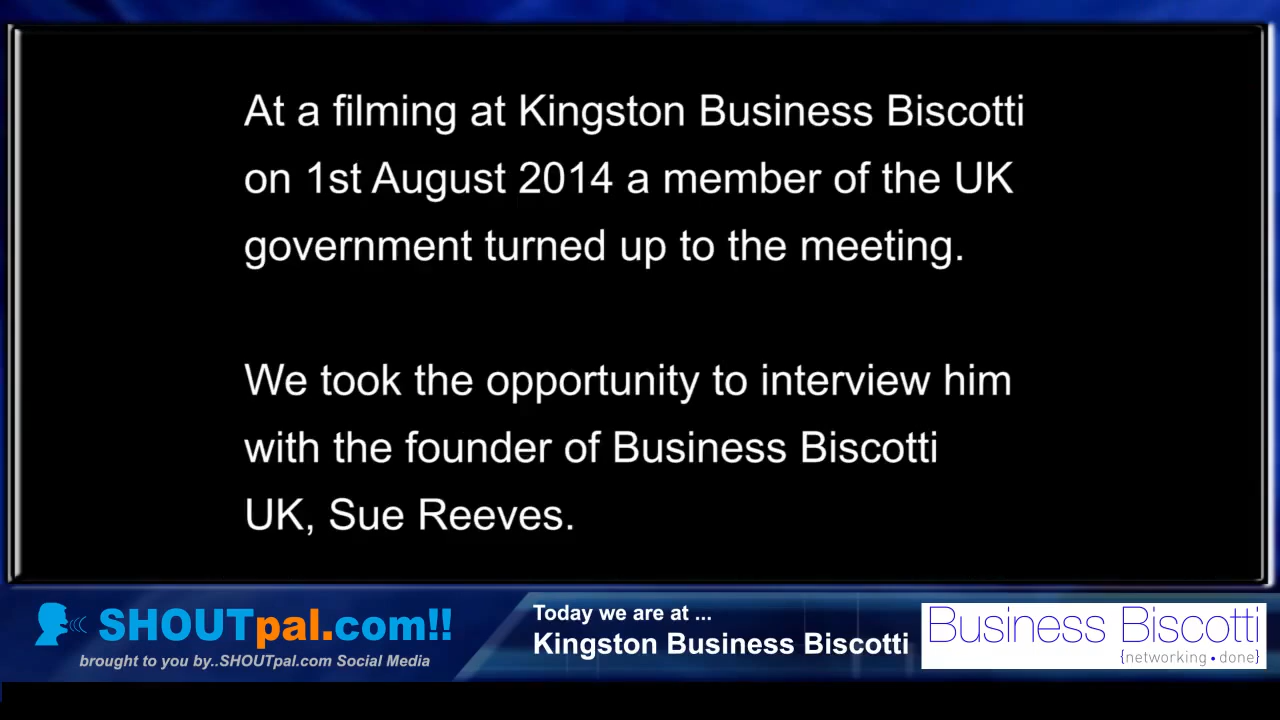 At a filming at Kingston Business Biscotti
on 1st August 2014 a member of the UK
government turned up to the meeting.
We took the opportunity to interview him
with the founder of Business Biscotti
UK, Sue Reeves.
SHOUTpal.com!!
brought to you by..SHOUTpal.com Social Media
Today we are at ...
Kingston Business Biscotti
Business Biscotti
{networking•done}